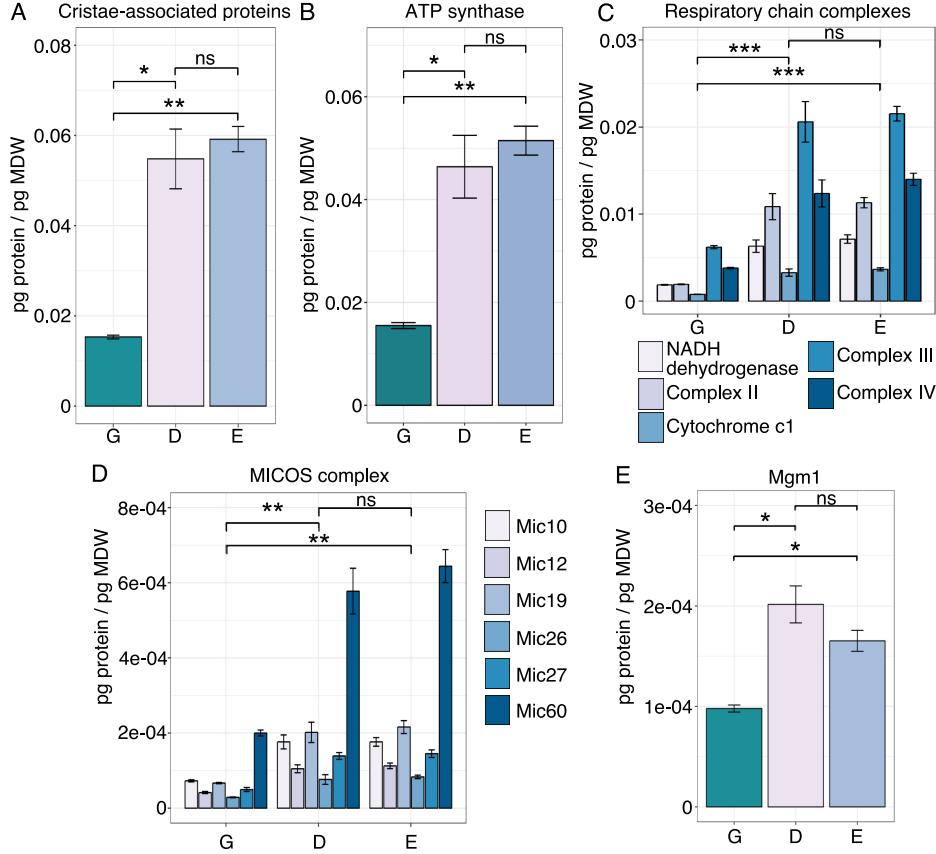 A
Cristae-associated proteins
pg protein / pg MDW
0.08
0.06
0.04
0.02
0
*
ns
**
G
D
E
B
ATP synthase
pg protein / pg MDW
0.06
0.04
0.02
0
*
ns
**
G
D
E
C
Respiratory chain complexes
pg protein / pg MDW
0.03
0.02
0.01
0
***
ns
***
G
D
E
NADH
dehydrogenase
Complex II
Cytochrome c1
Complex III
Complex IV
D
MICOS complex
pg protein / pg MDW
8e-04
6e-04
4e-04
2e-04
0
**
ns
**
G
D
E
Mic10
Mic12
Mic19
Mic26
Mic27
Mic60
E
Mgm1
pg protein / pg MDW
3e-04
2e-04
1e-04
0
*
ns
*
G
D
E